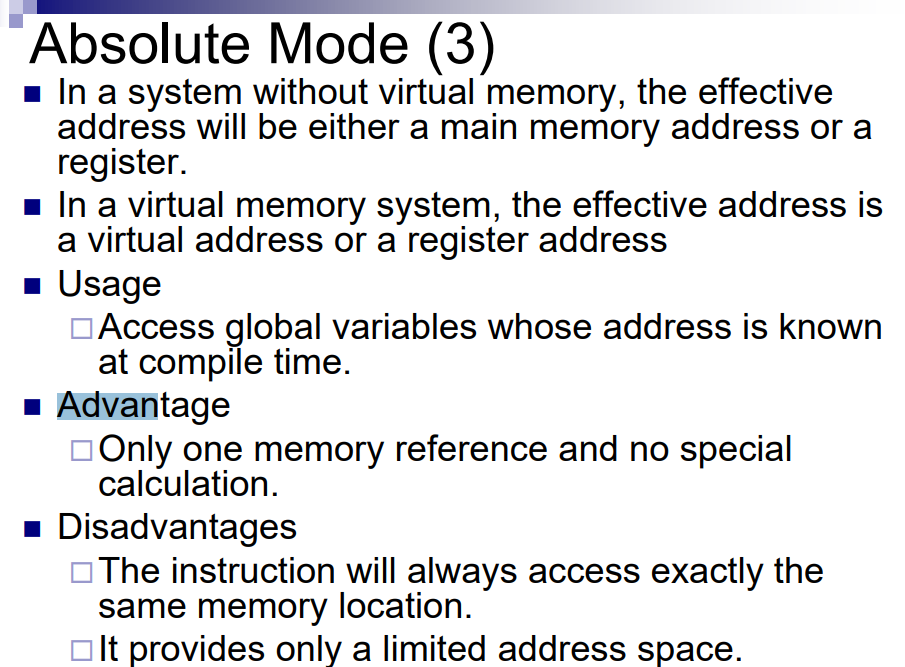 Absolute Mode (3)
In a system without virtual memory, the effective
address will be either a main memory address or a
register.
In a virtual memory system, the effective address is
a virtual address or a register address
Usage
Access global variables whose address is known
at compile time.
Advantage
Only one memory reference and no special
calculation.
Disadvantages
The instruction will always access exactly the
same memory location.
It provides only a limited address space.